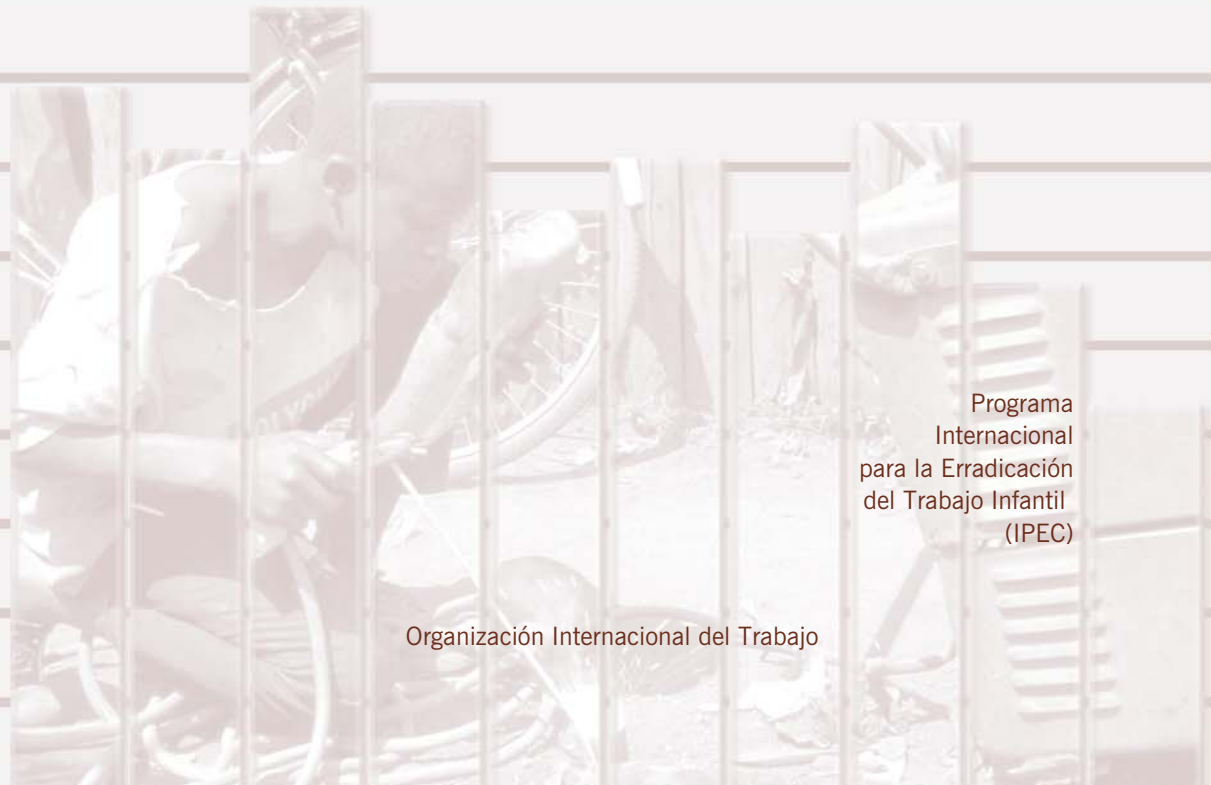 Programa
Internacional
para la Erradicación
del Trabajo Infantil
(IPEC)
Organización Internacional del Trabajo